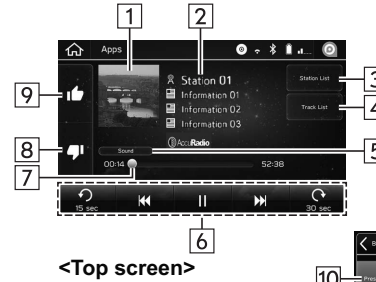 1
2
Apps
Station 01
Information 01
Information 02
Information 03
AccuRadio
Station List
3
Track List
4
9
8
Sound
5
7
00:14
52:38
15 sec
30 sec
6
<Top screen>
10